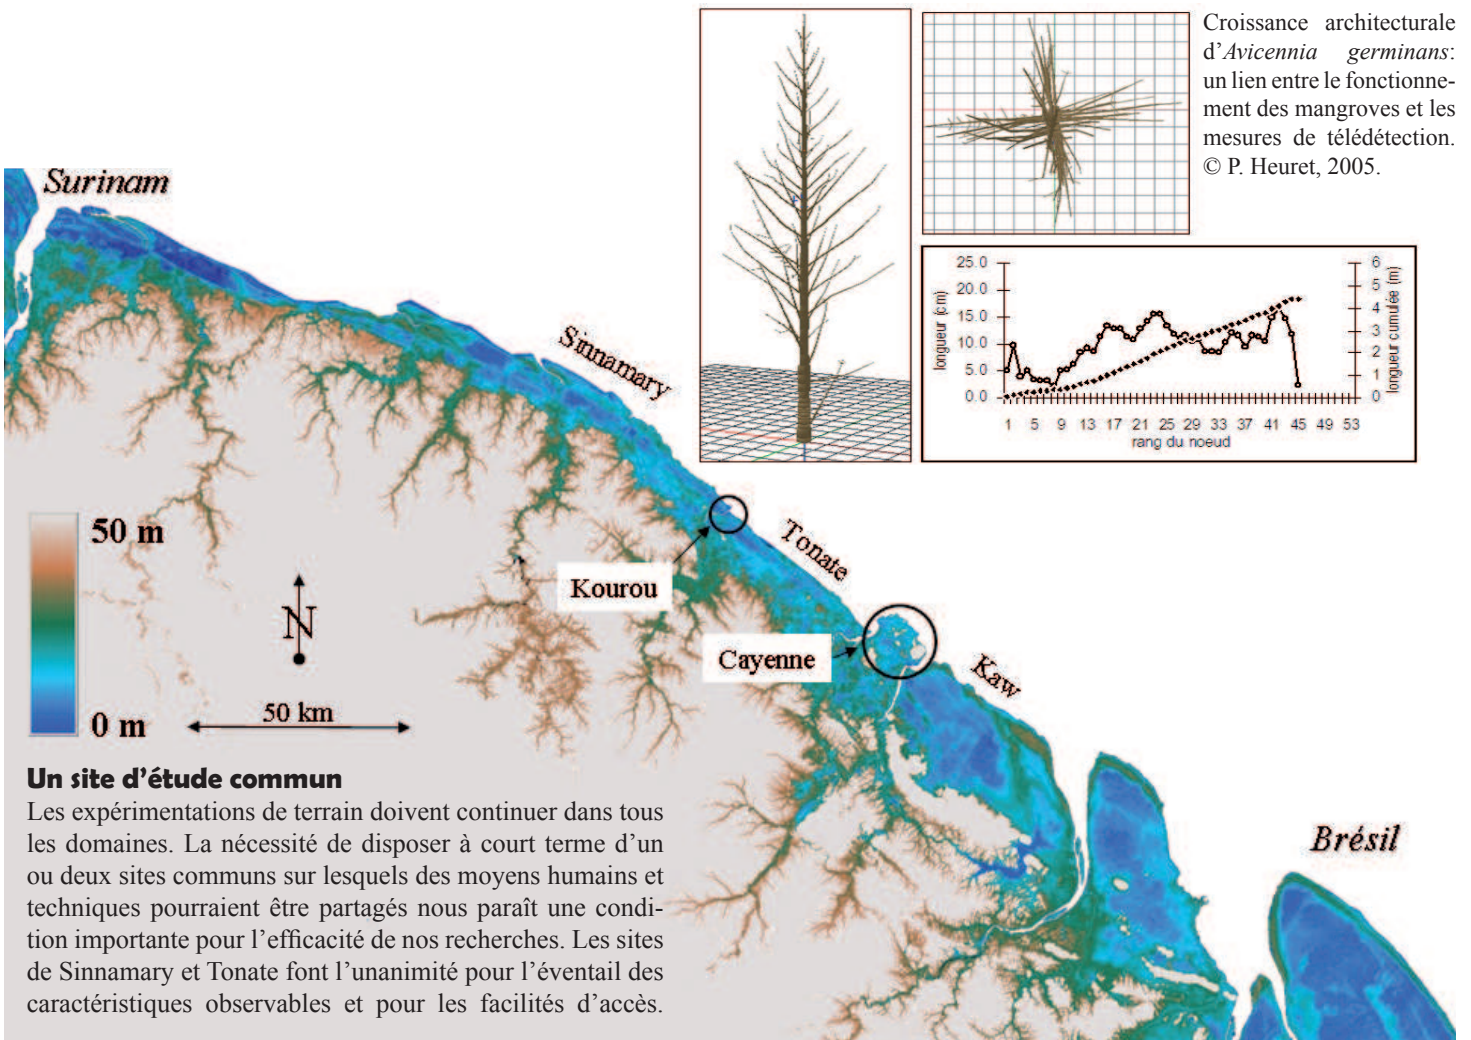 Croissance architecturale
d'Avicennia germinans:
un lien entre le fonctionne-
ment des mangroves et les
mesures de télédétection.
© P. Heuret, 2005.
Surinam
Sinnamary
Tonate
Kourou
Cayenne
Kaw
Brésil
25.0
20.0
15.0
10.0
5.0
0.0
longueur (cm)
6
5
4
3
2
1
0
longueur cumulée (m)
1 5 9 13 17 21 25 29 33 37 41 45 49 53
rang du noeud
50 m
0 m
N
50 km
Un site d'étude commun
Les expérimentations de terrain doivent continuer dans tous
les domaines. La nécessité de disposer à court terme d'un
ou deux sites communs sur lesquels des moyens humains et
techniques pourraient être partagés nous paraît une condi-
tion importante pour l'efficacité de nos recherches. Les sites
de Sinnamary et Tonate font l'unanimité pour l'éventail des
caractéristiques observables et pour les facilités d'accès.